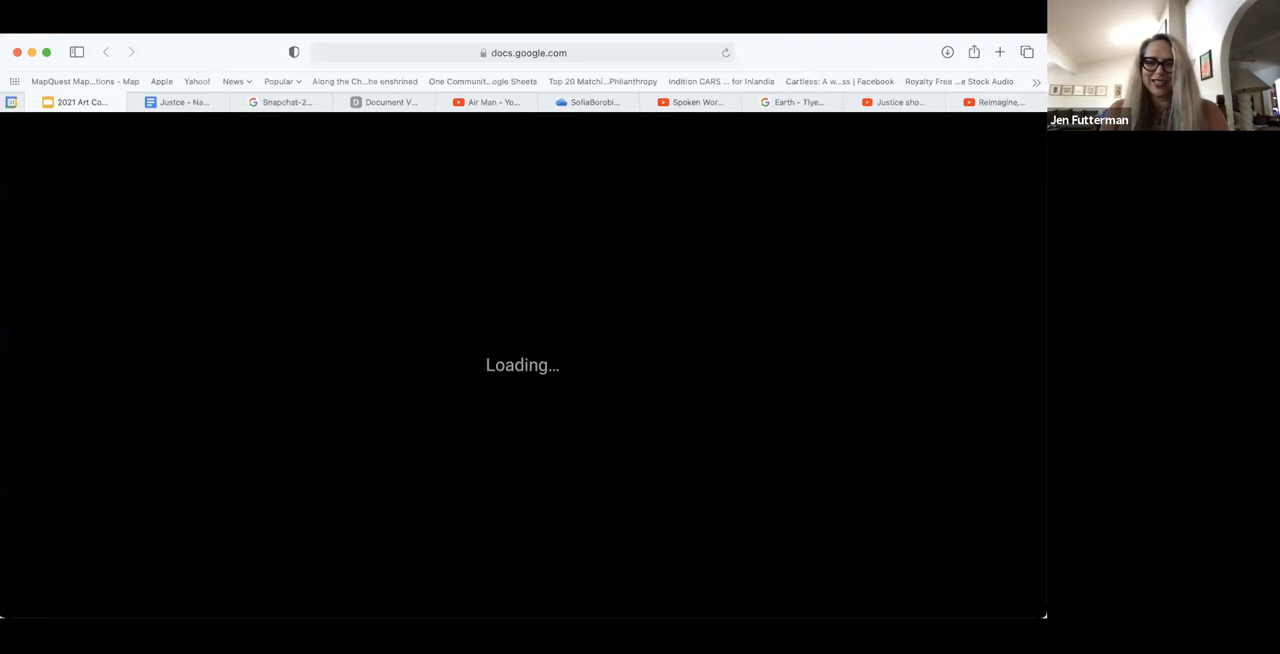 docs.google.com
MapQuest Map...tions - Map Apple Yahoo! News Popular Along the Ch...he enshrined One Communit...ogle Sheets Top 20 Matchi...Philanthropy Indition CARS ... for Inlandia Cartless: A w...ss | Facebook Royalty Free ...e Stock Audio
2021 Art Co... Justce - Na... Snapchat-2... Document V... Air Man - Yo... SofiaBorobi... Spoken Wor... Earth - Tlye... Justice sho... Reimagine,...
Jen Futterman
Loading...